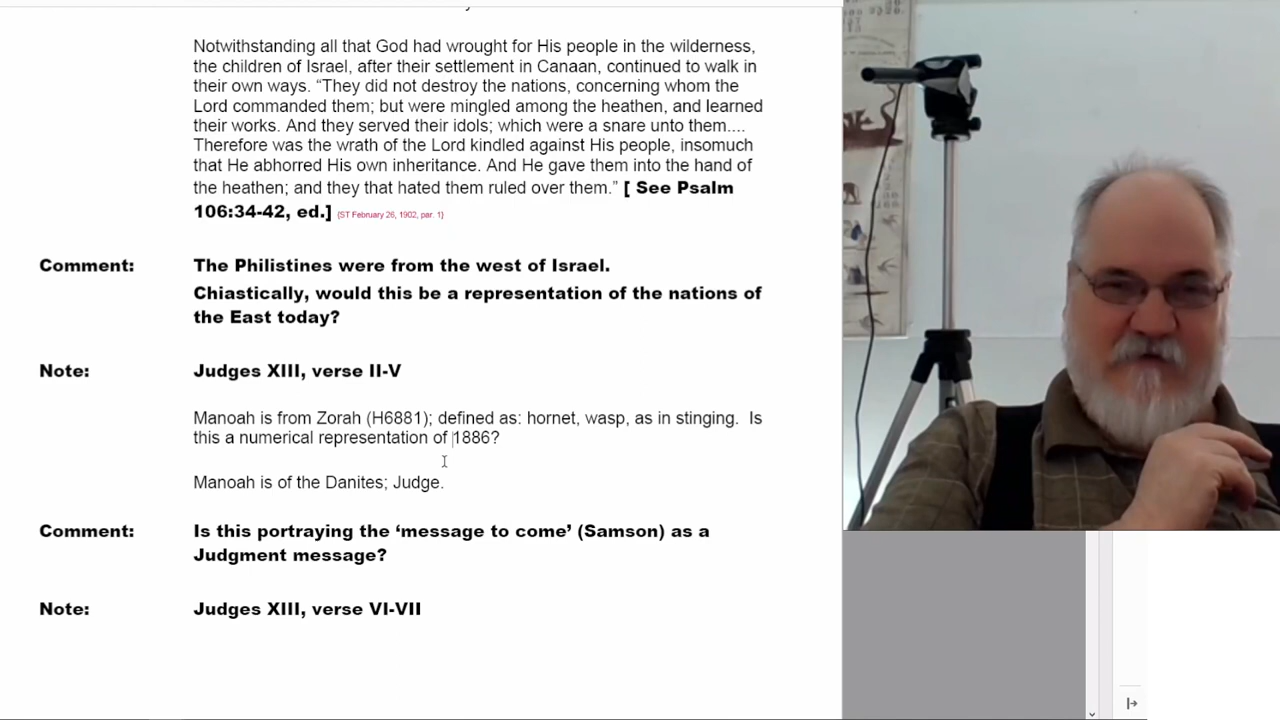 Notwithstanding all that God had wrought for His people in the wilderness,
the children of Israel, after their settlement in Canaan, continued to walk in
their own ways. “They did not destroy the nations, concerning whom the
Lord commanded them; but were mingled among the heathen, and learned
their works. And they served their idols; which were a snare unto them....
Therefore was the wrath of the Lord kindled against His people, insomuch
that He abhorred His own inheritance. And He gave them into the hand of
the heathen; and they that hated them ruled over them.” [ See Psalm
106:34-42, ed.] {ST February 26, 1902, par. 1}
Comment: The Philistines were from the west of Israel.
Chiastically, would this be a representation of the nations of
the East today?
Note: Judges XIII, verse II-V
Manoah is from Zorah (H6881); defined as: hornet, wasp, as in stinging. Is
this a numerical representation of 1886?
Manoah is of the Danites; Judge.
Comment: Is this portraying the ‘message to come’ (Samson) as a
Judgment message?
Note: Judges XIII, verse VI-VII